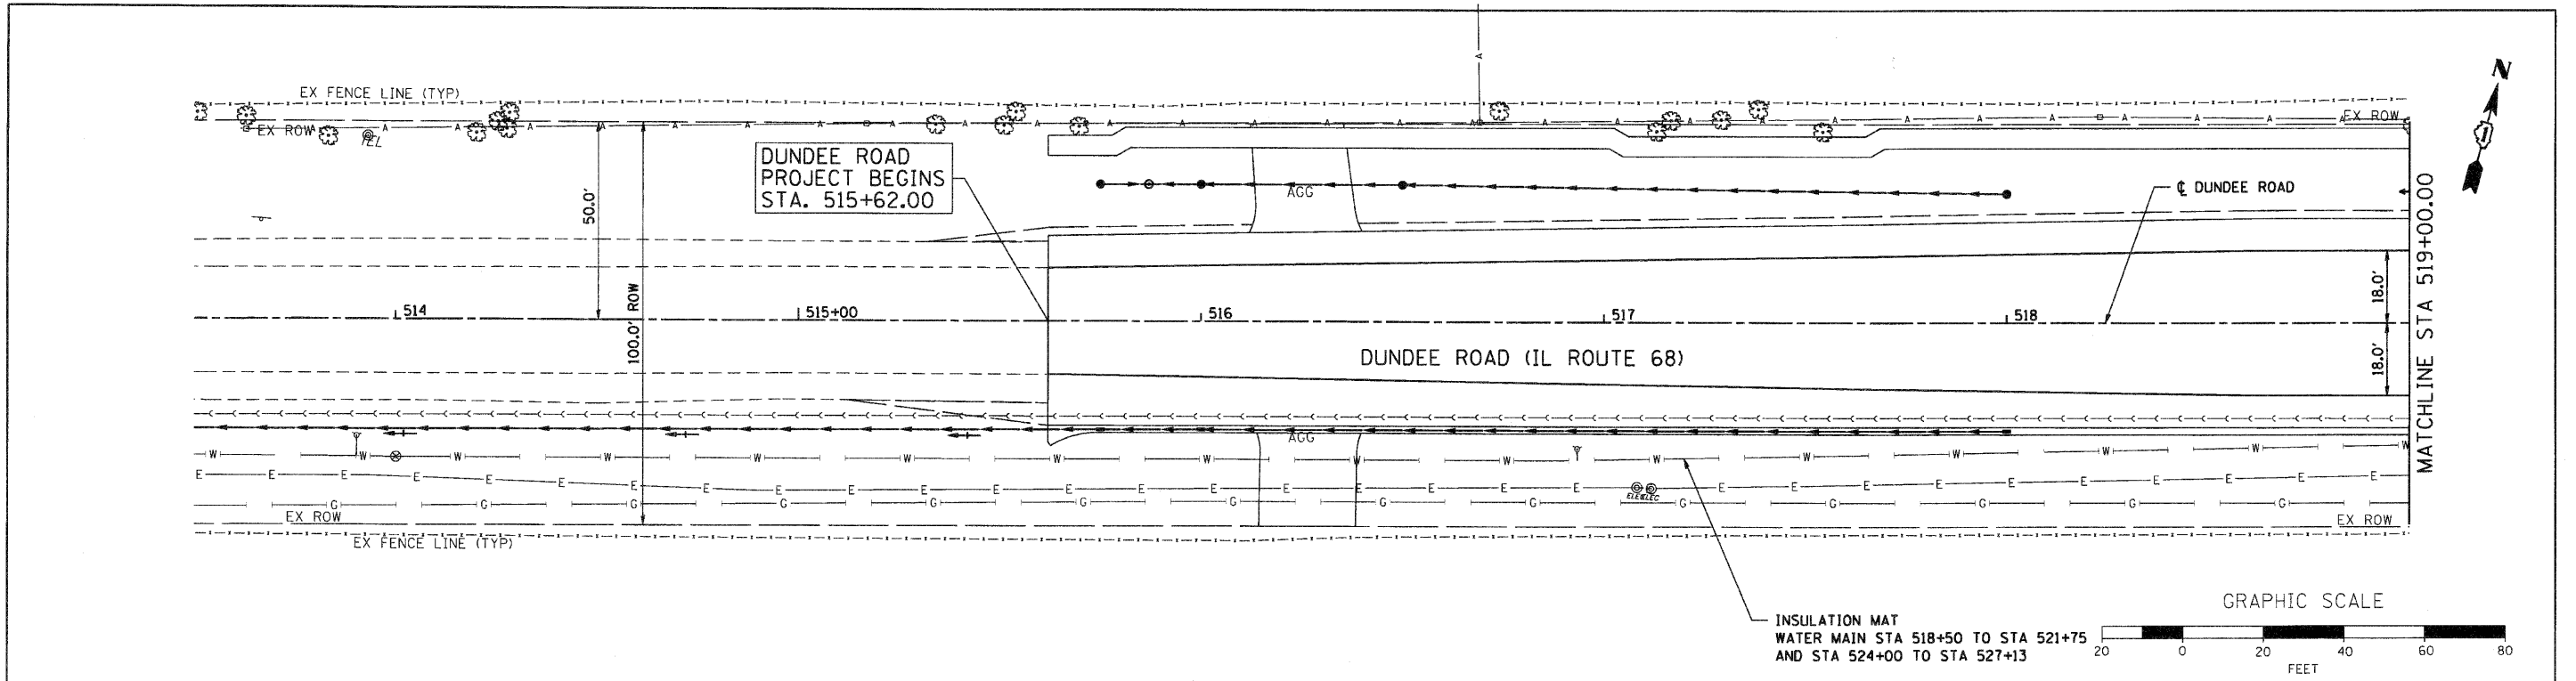 EX FENCE LINE (TYP)
N
EX ROW
A A A A A A A A A A A A A A A A A A
EX ROW
TEL
DUNDEE ROAD
PROJECT BEGINS
STA. 515+62.00
50.0'
100.0' ROW
AGG
℄ DUNDEE ROAD
514
515+00
516
517
518
18.0'
18.0'
MATCHLINE STA 519+00.00
DUNDEE ROAD (IL ROUTE 68)
AGG
W W W W W W W W W W W W W W W
E E E E E E E E E E E E E E E E E E E E
ELEC
G G G G G G G G G G G G G G
EX ROW
EX ROW
EX FENCE LINE (TYP)
INSULATION MAT
WATER MAIN STA 518+50 TO STA 521+75
AND STA 524+00 TO STA 527+13
GRAPHIC SCALE
20 0 20 40 60 80
FEET